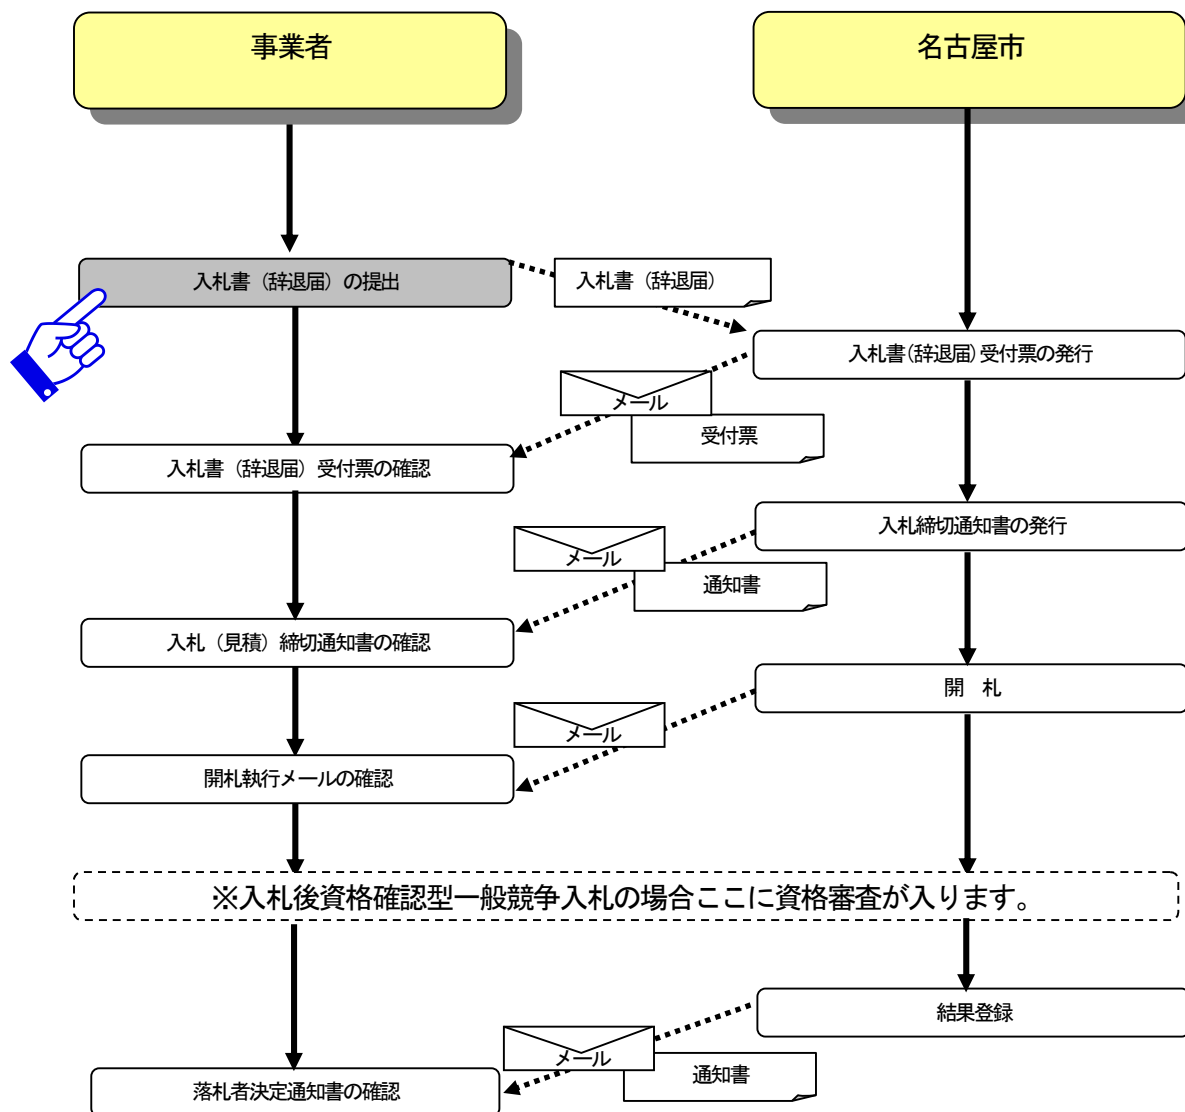 事業者
名古屋市
入札書（辞退届）の提出
入札書（辞退届）
入札書(辞退届)受付票の発行
メール
受付票
入札書（辞退届）受付票の確認
入札締切通知書の発行
メール
通知書
入札（見積）締切通知書の確認
開　札
メール
開札執行メールの確認
※入札後資格確認型一般競争入札の場合ここに資格審査が入ります。
結果登録
メール
通知書
落札者決定通知書の確認